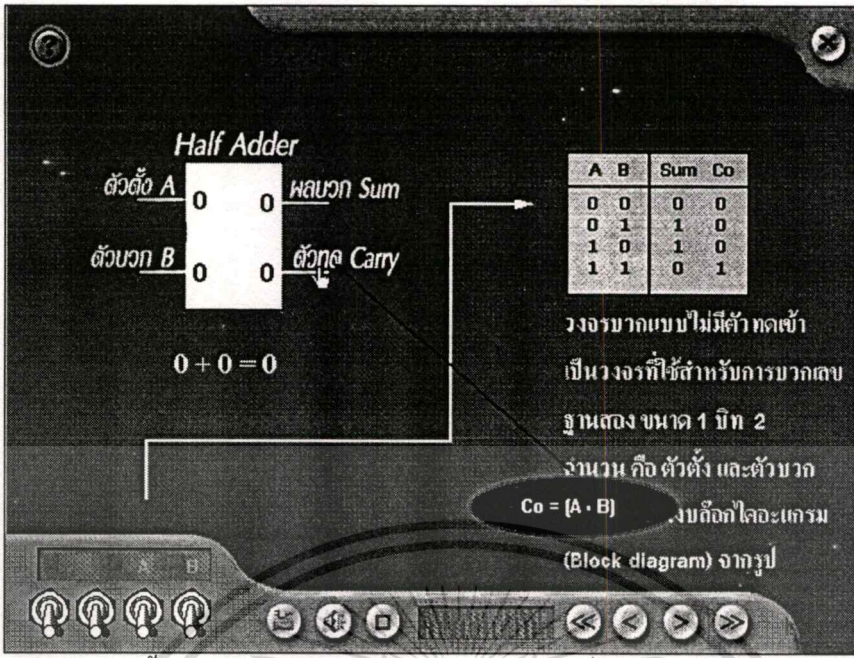 Half Adder
ตัวตั้ง A 0 0 ผลบวก Sum
ตัวบวก B 0 0 ตัวทด Carry
0 + 0 = 0
A B Sum Co
0 0 0 0
0 1 1 0
1 0 1 0
1 1 0 1
วงจรบวกแบบไม่มีตัวทดเข้า
เป็นวงจรที่ใช้สำหรับการบวกเลข
ฐานสอง ขนาด 1 บิท 2
จำนวน คือ ตัวตั้ง และตัวบวก
Co = (A · B)
งบล๊อกไดอะแกรม
(Block diagram) จากรูป
A B